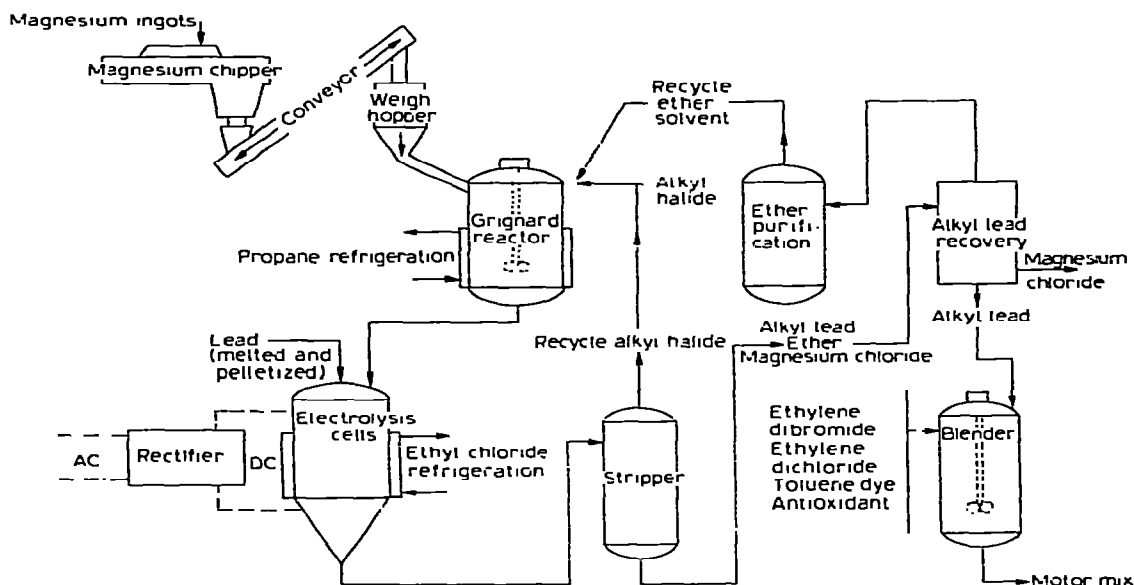 Magnesium ingots
Magnesium chipper
Conveyor
Weigh
hopper
Recycle
ether
solvent
Alkyl
halide
Grignard
reactor
Propane refrigeration
Ether
purifi-
cation
Alkyl lead
recovery
Magnesium
chloride
Alkyl lead
Alkyl lead
Ether
Magnesium chloride
Recycle alkyl halide
Lead
(melted and
pelletized)
Electrolysis
cells
AC
Rectifier
DC
Ethyl chloride
refrigeration
Stripper
Ethylene
dibromide
Ethylene
dichloride
Toluene dye
Antioxidant
Blender
Motor mix